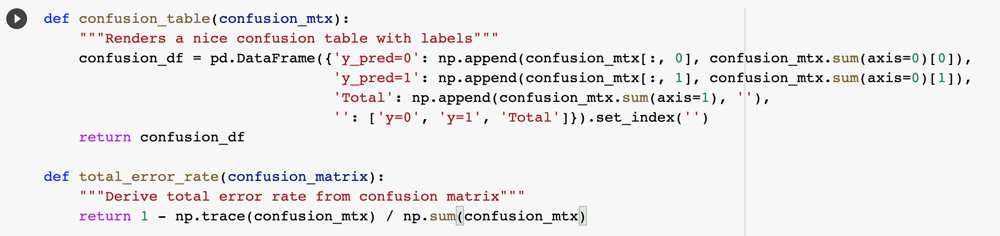 def confusion_table(confusion_mtx):
    """Renders a nice confusion table with labels"""
    confusion_df = pd.DataFrame({'y_pred=0': np.append(confusion_mtx[:, 0], confusion_mtx.sum(axis=0)[0]),
                                 'y_pred=1': np.append(confusion_mtx[:, 1], confusion_mtx.sum(axis=0)[1]),
                                 'Total': np.append(confusion_mtx.sum(axis=1), ''),
                                 '': ['y=0', 'y=1', 'Total']}).set_index('')
    return confusion_df

def total_error_rate(confusion_matrix):
    """Derive total error rate from confusion matrix"""
    return 1 - np.trace(confusion_mtx) / np.sum(confusion_mtx)